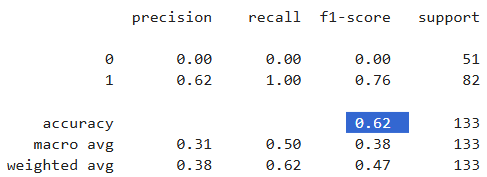 precision recall f1-score support
0 0.00 0.00 0.00 51
1 0.62 1.00 0.76 82
accuracy 0.62 133
macro avg 0.31 0.50 0.38 133
weighted avg 0.38 0.62 0.47 133